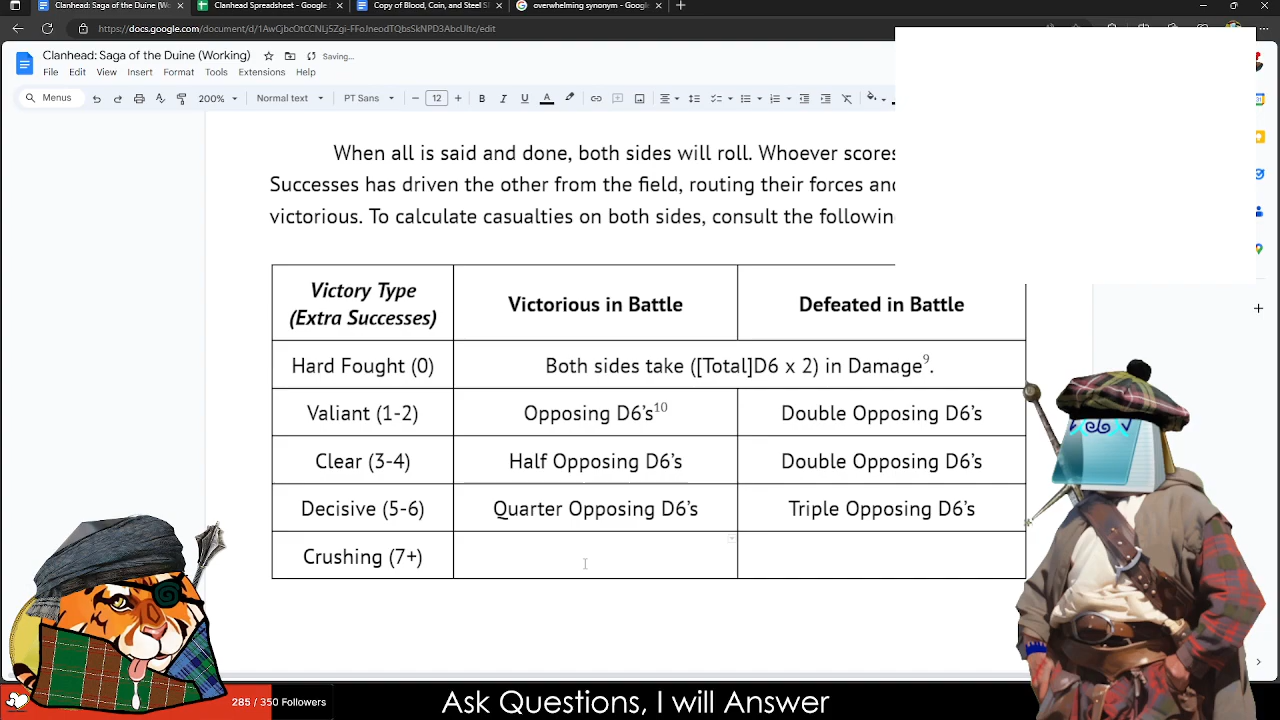 Clanhead: Saga of the Duine (W
Clanhead Spreadsheet - Google
Copy of Blood, Coin, and Steel S
overwhelming synonym - Google
https://docs.google.com/document/d/1AwCjbcOtCCNLj5Zgi-FFoJneodTQbsSkNPD3AbcUltc/edit
Clanhead: Saga of the Duine (Working)
Saving...
File Edit View Insert Format Tools Extensions Help
Menus
200%
Normal text
PT Sans
12
B I U A
When all is said and done, both sides will roll. Whoever scores
Successes has driven the other from the field, routing their forces and
victorious. To calculate casualties on both sides, consult the followin
Victory Type
(Extra Successes)
Victorious in Battle
Defeated in Battle
Hard Fought (0)
Both sides take ([Total]D6 x 2) in Damage⁹.
Valiant (1-2)
Opposing D6’s¹⁰
Double Opposing D6’s
Clear (3-4)
Half Opposing D6’s
Double Opposing D6’s
Decisive (5-6)
Quarter Opposing D6’s
Triple Opposing D6’s
Crushing (7+)
285 / 350 Followers
Ask Questions, I will Answer